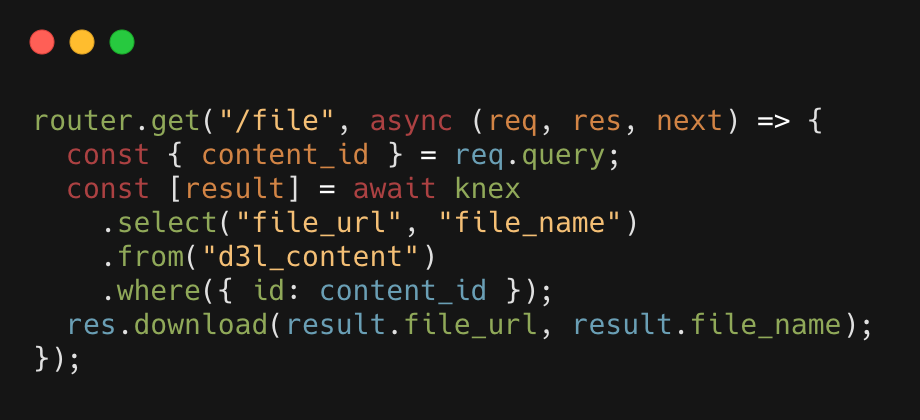 router.get("/file", async (req, res, next) => {
  const { content_id } = req.query;
  const [result] = await knex
    .select("file_url", "file_name")
    .from("d3l_content")
    .where({ id: content_id });
  res.download(result.file_url, result.file_name);
});